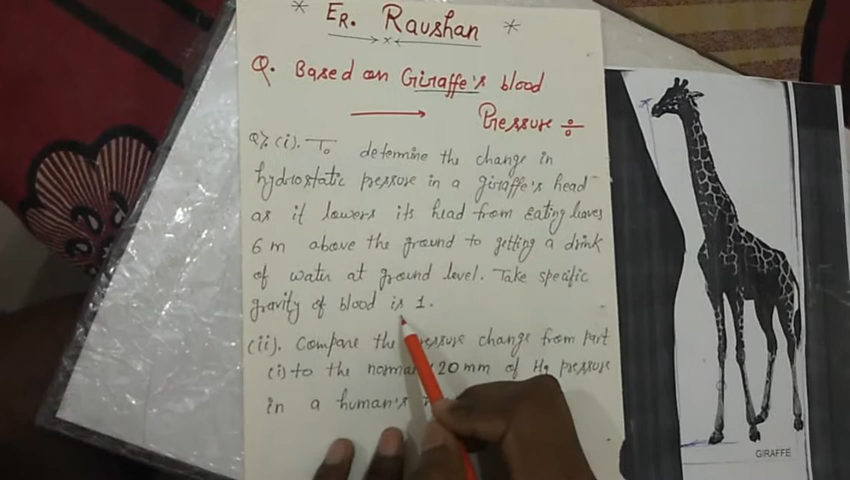 * ER. Raushan *
Q. Based on Giraffe's blood
Pressure ÷
Q7. (i). To determine the change in
hydrostatic pressure in a giraffe's head
as it lowers its head from eating leaves
6 m above the ground to getting a drink
of water at ground level. Take specific
gravity of blood is 1.
(ii). Compare the pressure change from part
(i) to the normal 120 mm of Hg pressure
in a human's
GIRAFFE